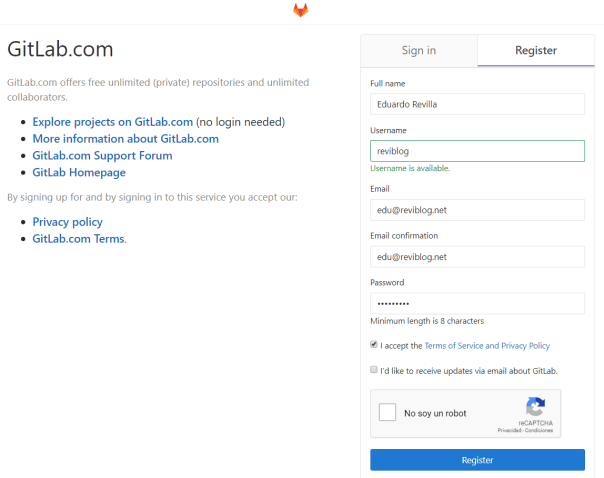 GitLab.com
GitLab.com offers free unlimited (private) repositories and unlimited
collaborators.
Explore projects on GitLab.com (no login needed)
More information about GitLab.com
GitLab.com Support Forum
GitLab Homepage
By signing up for and by signing in to this service you accept our:
Privacy policy
GitLab.com Terms.
Sign in
Register
Full name
Eduardo Revilla
Username
reviblog
Username is available.
Email
edu@reviblog.net
Email confirmation
edu@reviblog.net
Password
•••••••••
Minimum length is 8 characters
I accept the Terms of Service and Privacy Policy
I'd like to receive updates via email about GitLab.
No soy un robot
reCAPTCHA
Privacidad - Condiciones
Register